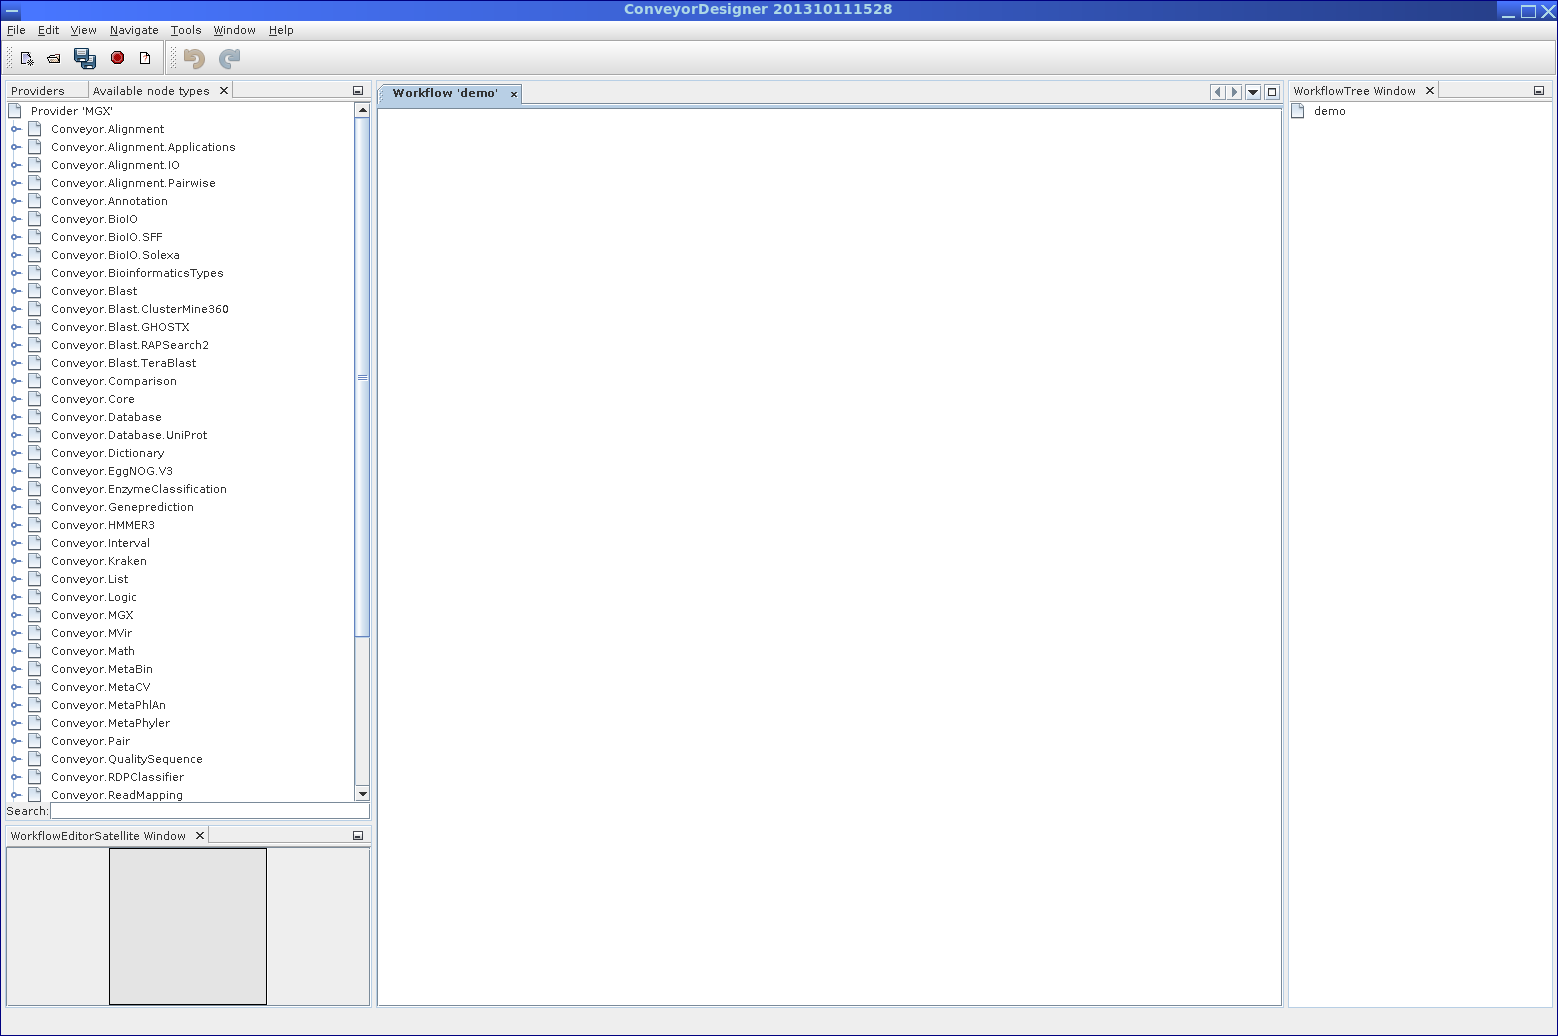 ConveyorDesigner 201310111528
File Edit View Navigate Tools Window Help
Providers Available node types
Workflow 'demo'
WorkflowTree Window
Provider 'MGX'
demo
Conveyor.Alignment
Conveyor.Alignment.Applications
Conveyor.Alignment.IO
Conveyor.Alignment.Pairwise
Conveyor.Annotation
Conveyor.BioIO
Conveyor.BioIO.SFF
Conveyor.BioIO.Solexa
Conveyor.BioinformaticsTypes
Conveyor.Blast
Conveyor.Blast.ClusterMine360
Conveyor.Blast.GHOSTX
Conveyor.Blast.RAPSearch2
Conveyor.Blast.TeraBlast
Conveyor.Comparison
Conveyor.Core
Conveyor.Database
Conveyor.Database.UniProt
Conveyor.Dictionary
Conveyor.EggNOG.V3
Conveyor.EnzymeClassification
Conveyor.Geneprediction
Conveyor.HMMER3
Conveyor.Interval
Conveyor.Kraken
Conveyor.List
Conveyor.Logic
Conveyor.MGX
Conveyor.MVir
Conveyor.Math
Conveyor.MetaBin
Conveyor.MetaCV
Conveyor.MetaPhlAn
Conveyor.MetaPhyler
Conveyor.Pair
Conveyor.QualitySequence
Conveyor.RDPClassifier
Conveyor.ReadMapping
Search:
WorkflowEditorSatellite Window